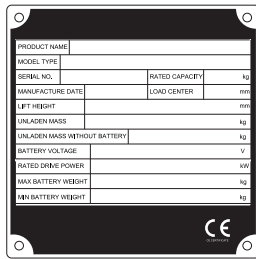 PRODUCT NAME
MODEL TYPE
SERIAL NO. RATED CAPACITY kg
MANUFACTURE DATE LOAD CENTER mm
LIFT HEIGHT mm
UNLADEN MASS kg
UNLADEN MASS WITHOUT BATTERY kg
BATTERY VOLTAGE V
RATED DRIVE POWER kW
MAX BATTERY WEIGHT kg
MIN BATTERY WEIGHT kg
CE
CE CERTIFICATE